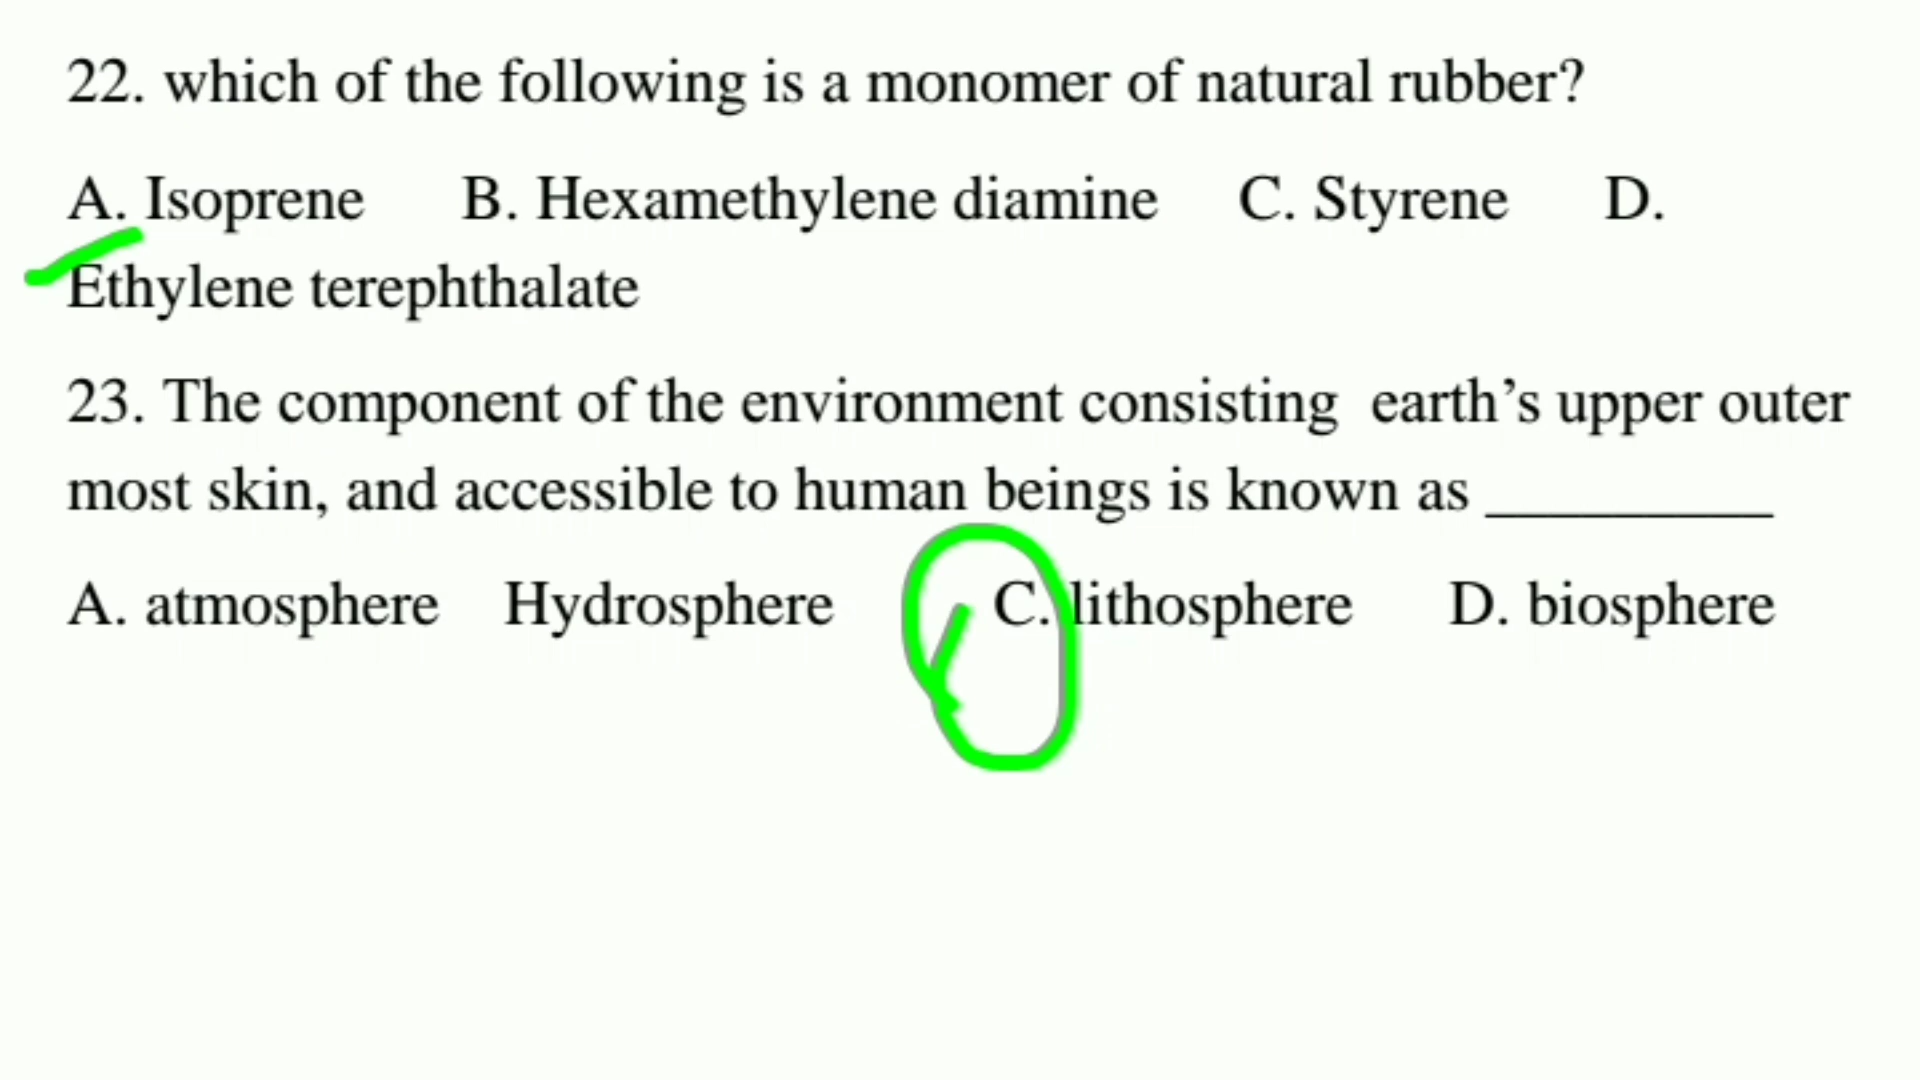 22. which of the following is a monomer of natural rubber?
A. Isoprene B. Hexamethylene diamine C. Styrene D.
Ethylene terephthalate
23. The component of the environment consisting earth’s upper outer
most skin, and accessible to human beings is known as _________
A. atmosphere Hydrosphere C. lithosphere D. biosphere